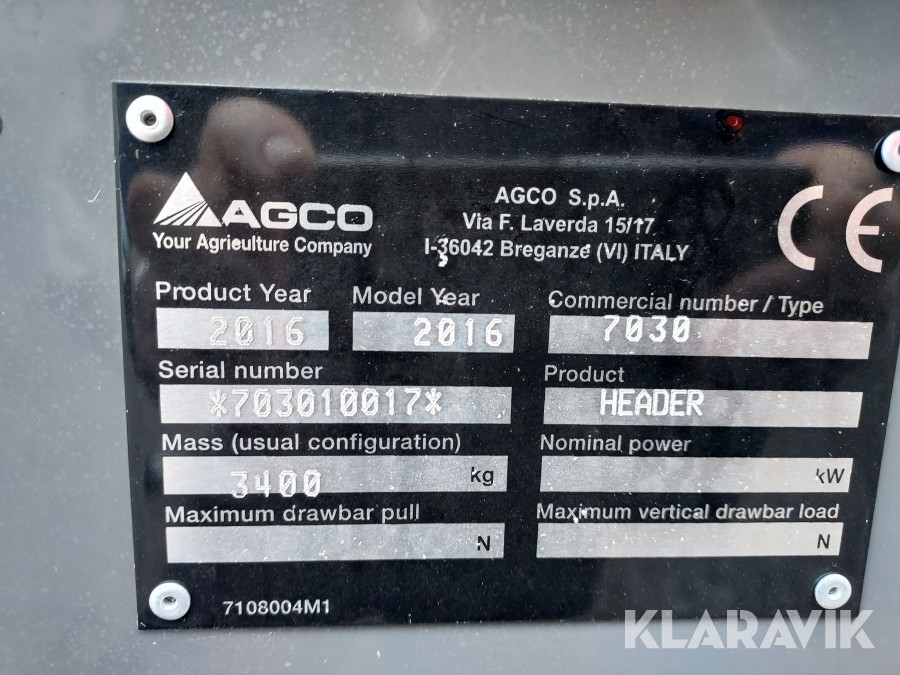 AGCO
Your Agriculture Company
AGCO S.p.A.
Via F. Laverda 15/17
I-36042 Breganze (VI) ITALY
CE
Product Year
2016
Model Year
2016
Commercial number / Type
7030
Serial number
*703010017*
Product
HEADER
Mass (usual configuration)
3400 kg
Nominal power
kW
Maximum drawbar pull
N
Maximum vertical drawbar load
N
7108004M1
KLARAVIK